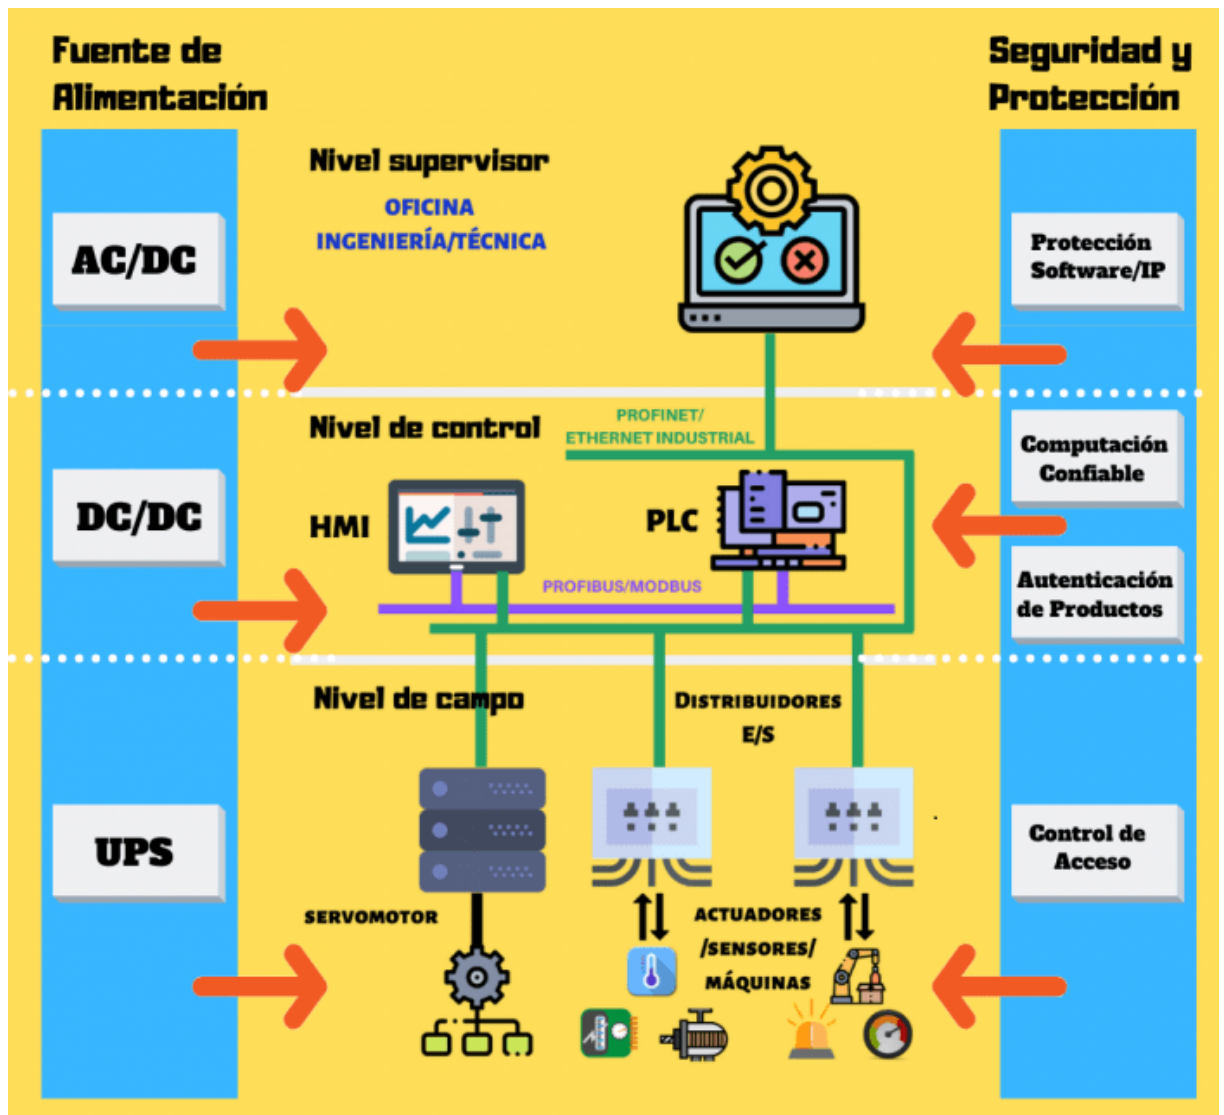 Fuente de
Alimentación
Seguridad y
Protección
Nivel supervisor
OFICINA
INGENIERÍA/TÉCNICA
AC/DC
Protección
Software/IP
Nivel de control
PROFINET/
ETHERNET INDUSTRIAL
Computación
Confiable
DC/DC
HMI
PLC
PROFIBUS/MODBUS
Autenticación
de Productos
Nivel de campo
DISTRIBUIDORES
E/S
UPS
Control de
Acceso
SERVOMOTOR
ACTUADORES
/SENSORES/
MÁQUINAS